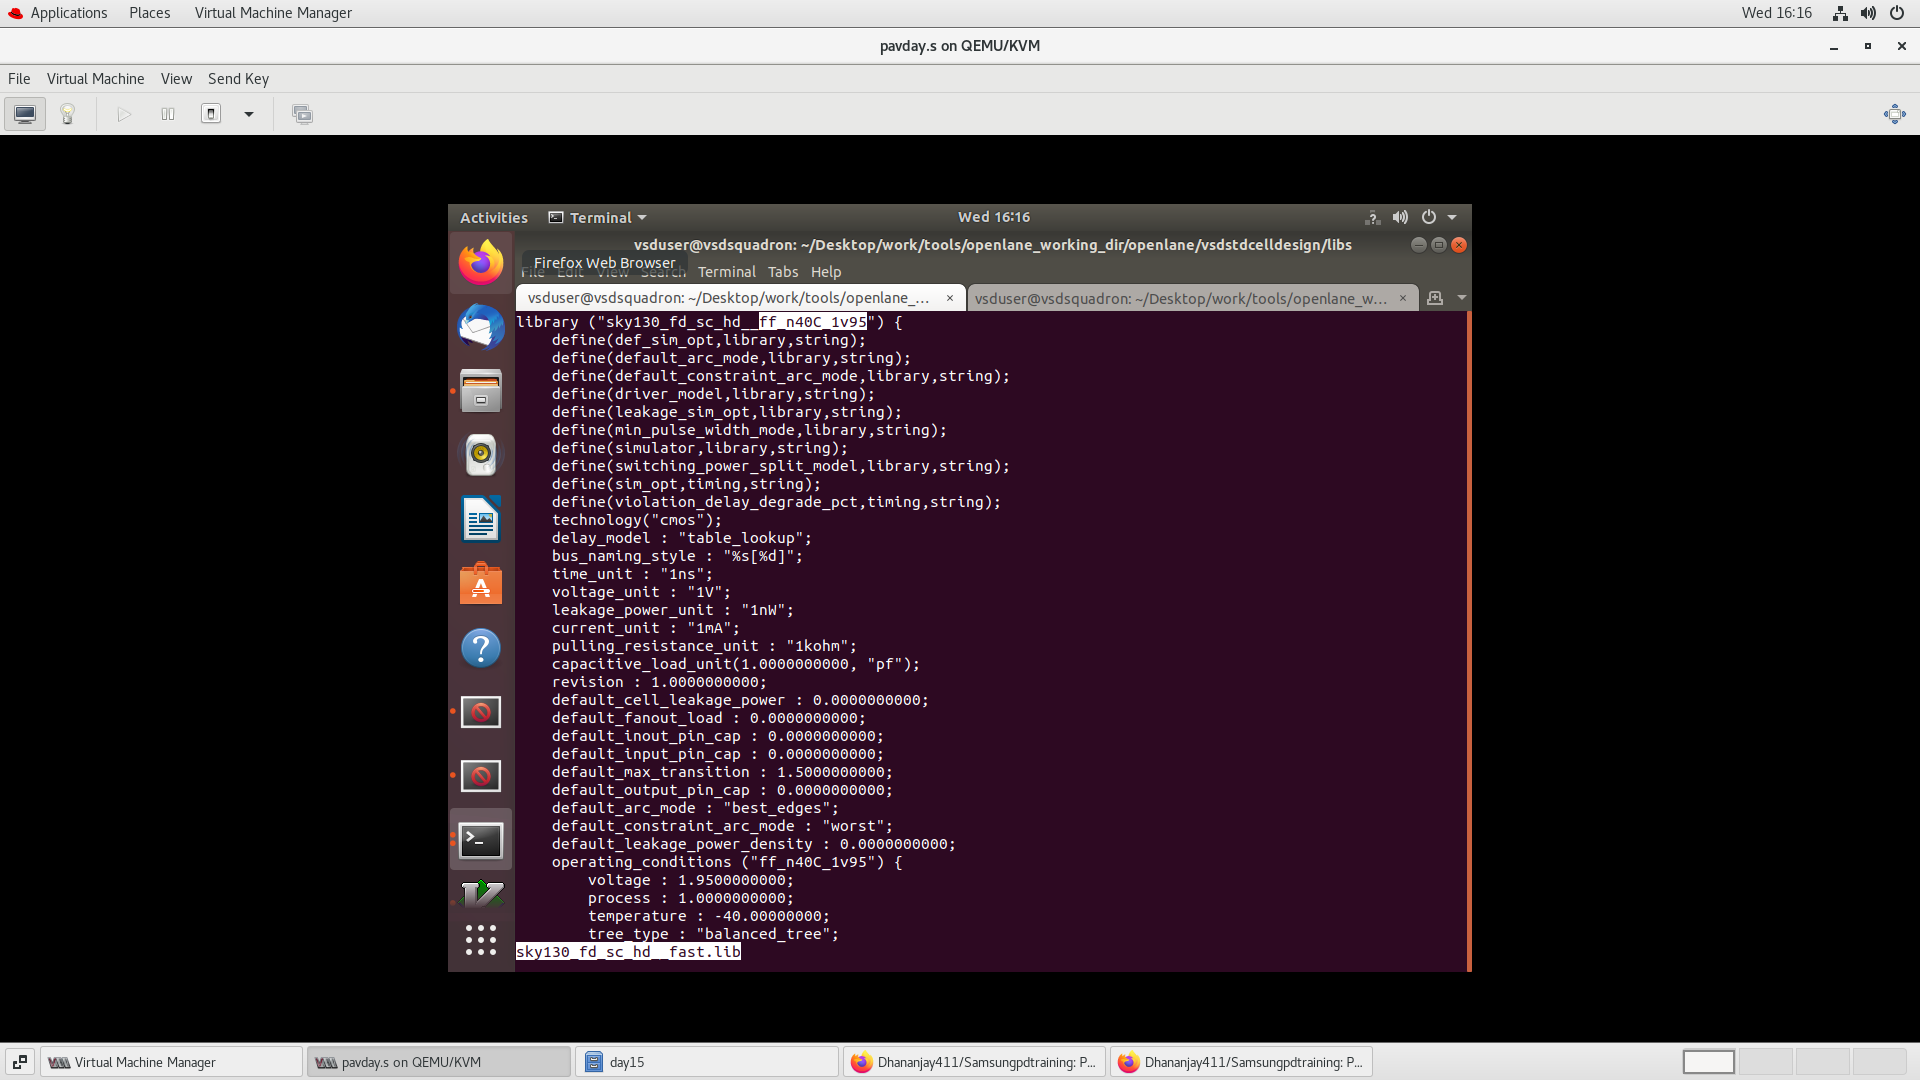 Applications Places Virtual Machine Manager Wed 16:16
pavday.s on QEMU/KVM
File Virtual Machine View Send Key
Activities Terminal Wed 16:16
vsduser@vsdsquadron: ~/Desktop/work/tools/openlane_working_dir/openlane/vsdstdcelldesign/libs
Firefox Web Browser
File Edit View Search Terminal Tabs Help
vsduser@vsdsquadron: ~/Desktop/work/tools/openlane_... × vsduser@vsdsquadron: ~/Desktop/work/tools/openlane_w... ×
library ("sky130_fd_sc_hd__ff_n40C_1v95") {
define(def_sim_opt,library,string);
define(default_arc_mode,library,string);
define(default_constraint_arc_mode,library,string);
define(driver_model,library,string);
define(leakage_sim_opt,library,string);
define(min_pulse_width_mode,library,string);
define(simulator,library,string);
define(switching_power_split_model,library,string);
define(sim_opt,timing,string);
define(violation_delay_degrade_pct,timing,string);
technology("cmos");
delay_model : "table_lookup";
bus_naming_style : "%s[%d]";
time_unit : "1ns";
voltage_unit : "1V";
leakage_power_unit : "1nW";
current_unit : "1mA";
pulling_resistance_unit : "1kohm";
capacitive_load_unit(1.0000000000, "pf");
revision : 1.0000000000;
default_cell_leakage_power : 0.0000000000;
default_fanout_load : 0.0000000000;
default_inout_pin_cap : 0.0000000000;
default_input_pin_cap : 0.0000000000;
default_max_transition : 1.5000000000;
default_output_pin_cap : 0.0000000000;
default_arc_mode : "best_edges";
default_constraint_arc_mode : "worst";
default_leakage_power_density : 0.0000000000;
operating_conditions ("ff_n40C_1v95") {
voltage : 1.9500000000;
process : 1.0000000000;
temperature : -40.00000000;
tree_type : "balanced_tree";
sky130_fd_sc_hd__fast.lib
Virtual Machine Manager pavday.s on QEMU/KVM day15 Dhananjay411/Samsungpdtraining: P... Dhananjay411/Samsungpdtraining: P...